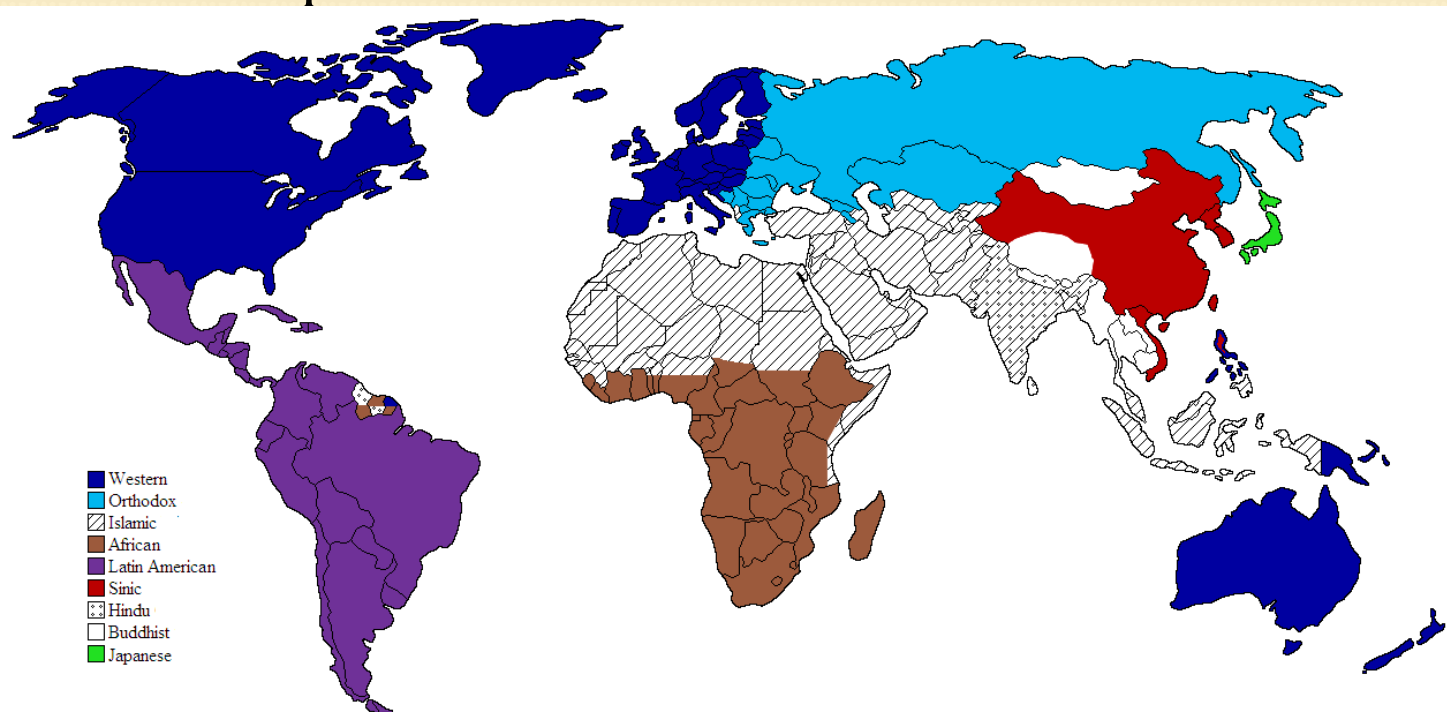 Western
Orthodox
Islamic
African
Latin American
Sinic
Hindu
Buddhist
Japanese